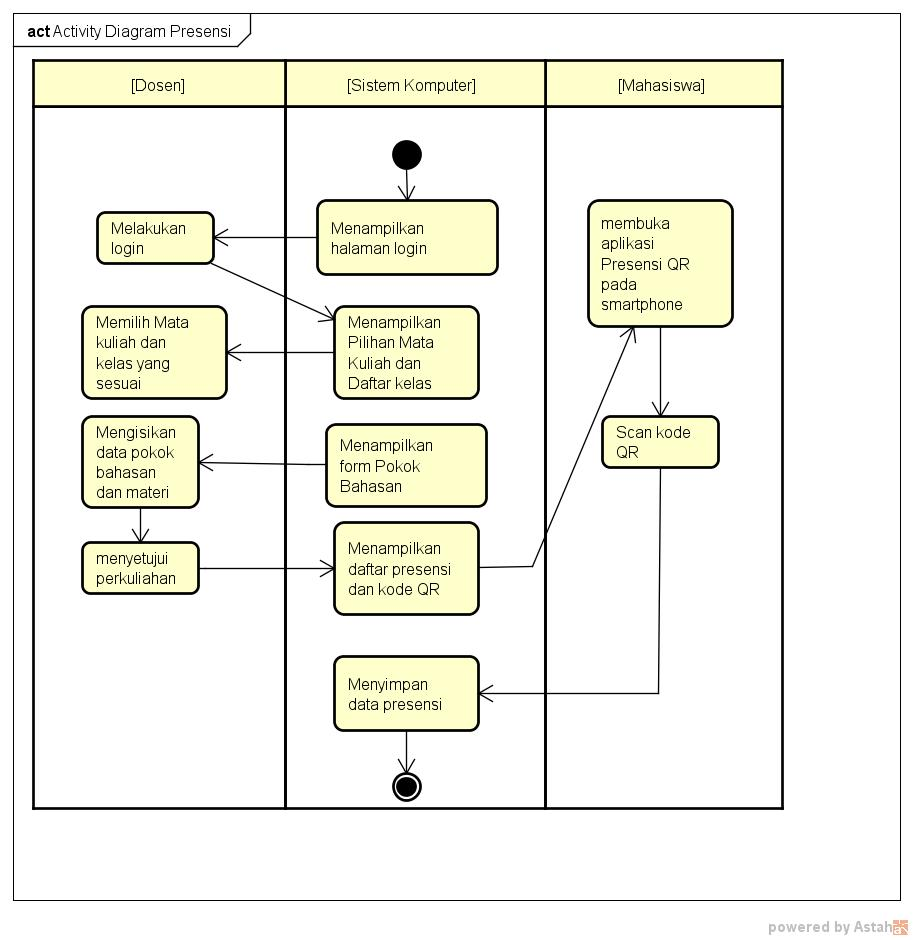 act Activity Diagram Presensi
[Dosen]
[Sistem Komputer]
[Mahasiswa]
Menampilkan
halaman login
Melakukan
login
Menampilkan
Pilihan Mata
Kuliah dan
Daftar kelas
Memilih Mata
kuliah dan
kelas yang
sesuai
Menampilkan
form Pokok
Bahasan
Mengisikan
data pokok
bahasan
dan materi
menyetujui
perkuliahan
Menampilkan
daftar presensi
dan kode QR
membuka
aplikasi
Presensi QR
pada
smartphone
Scan kode
QR
Menyimpan
data presensi
powered by Astah